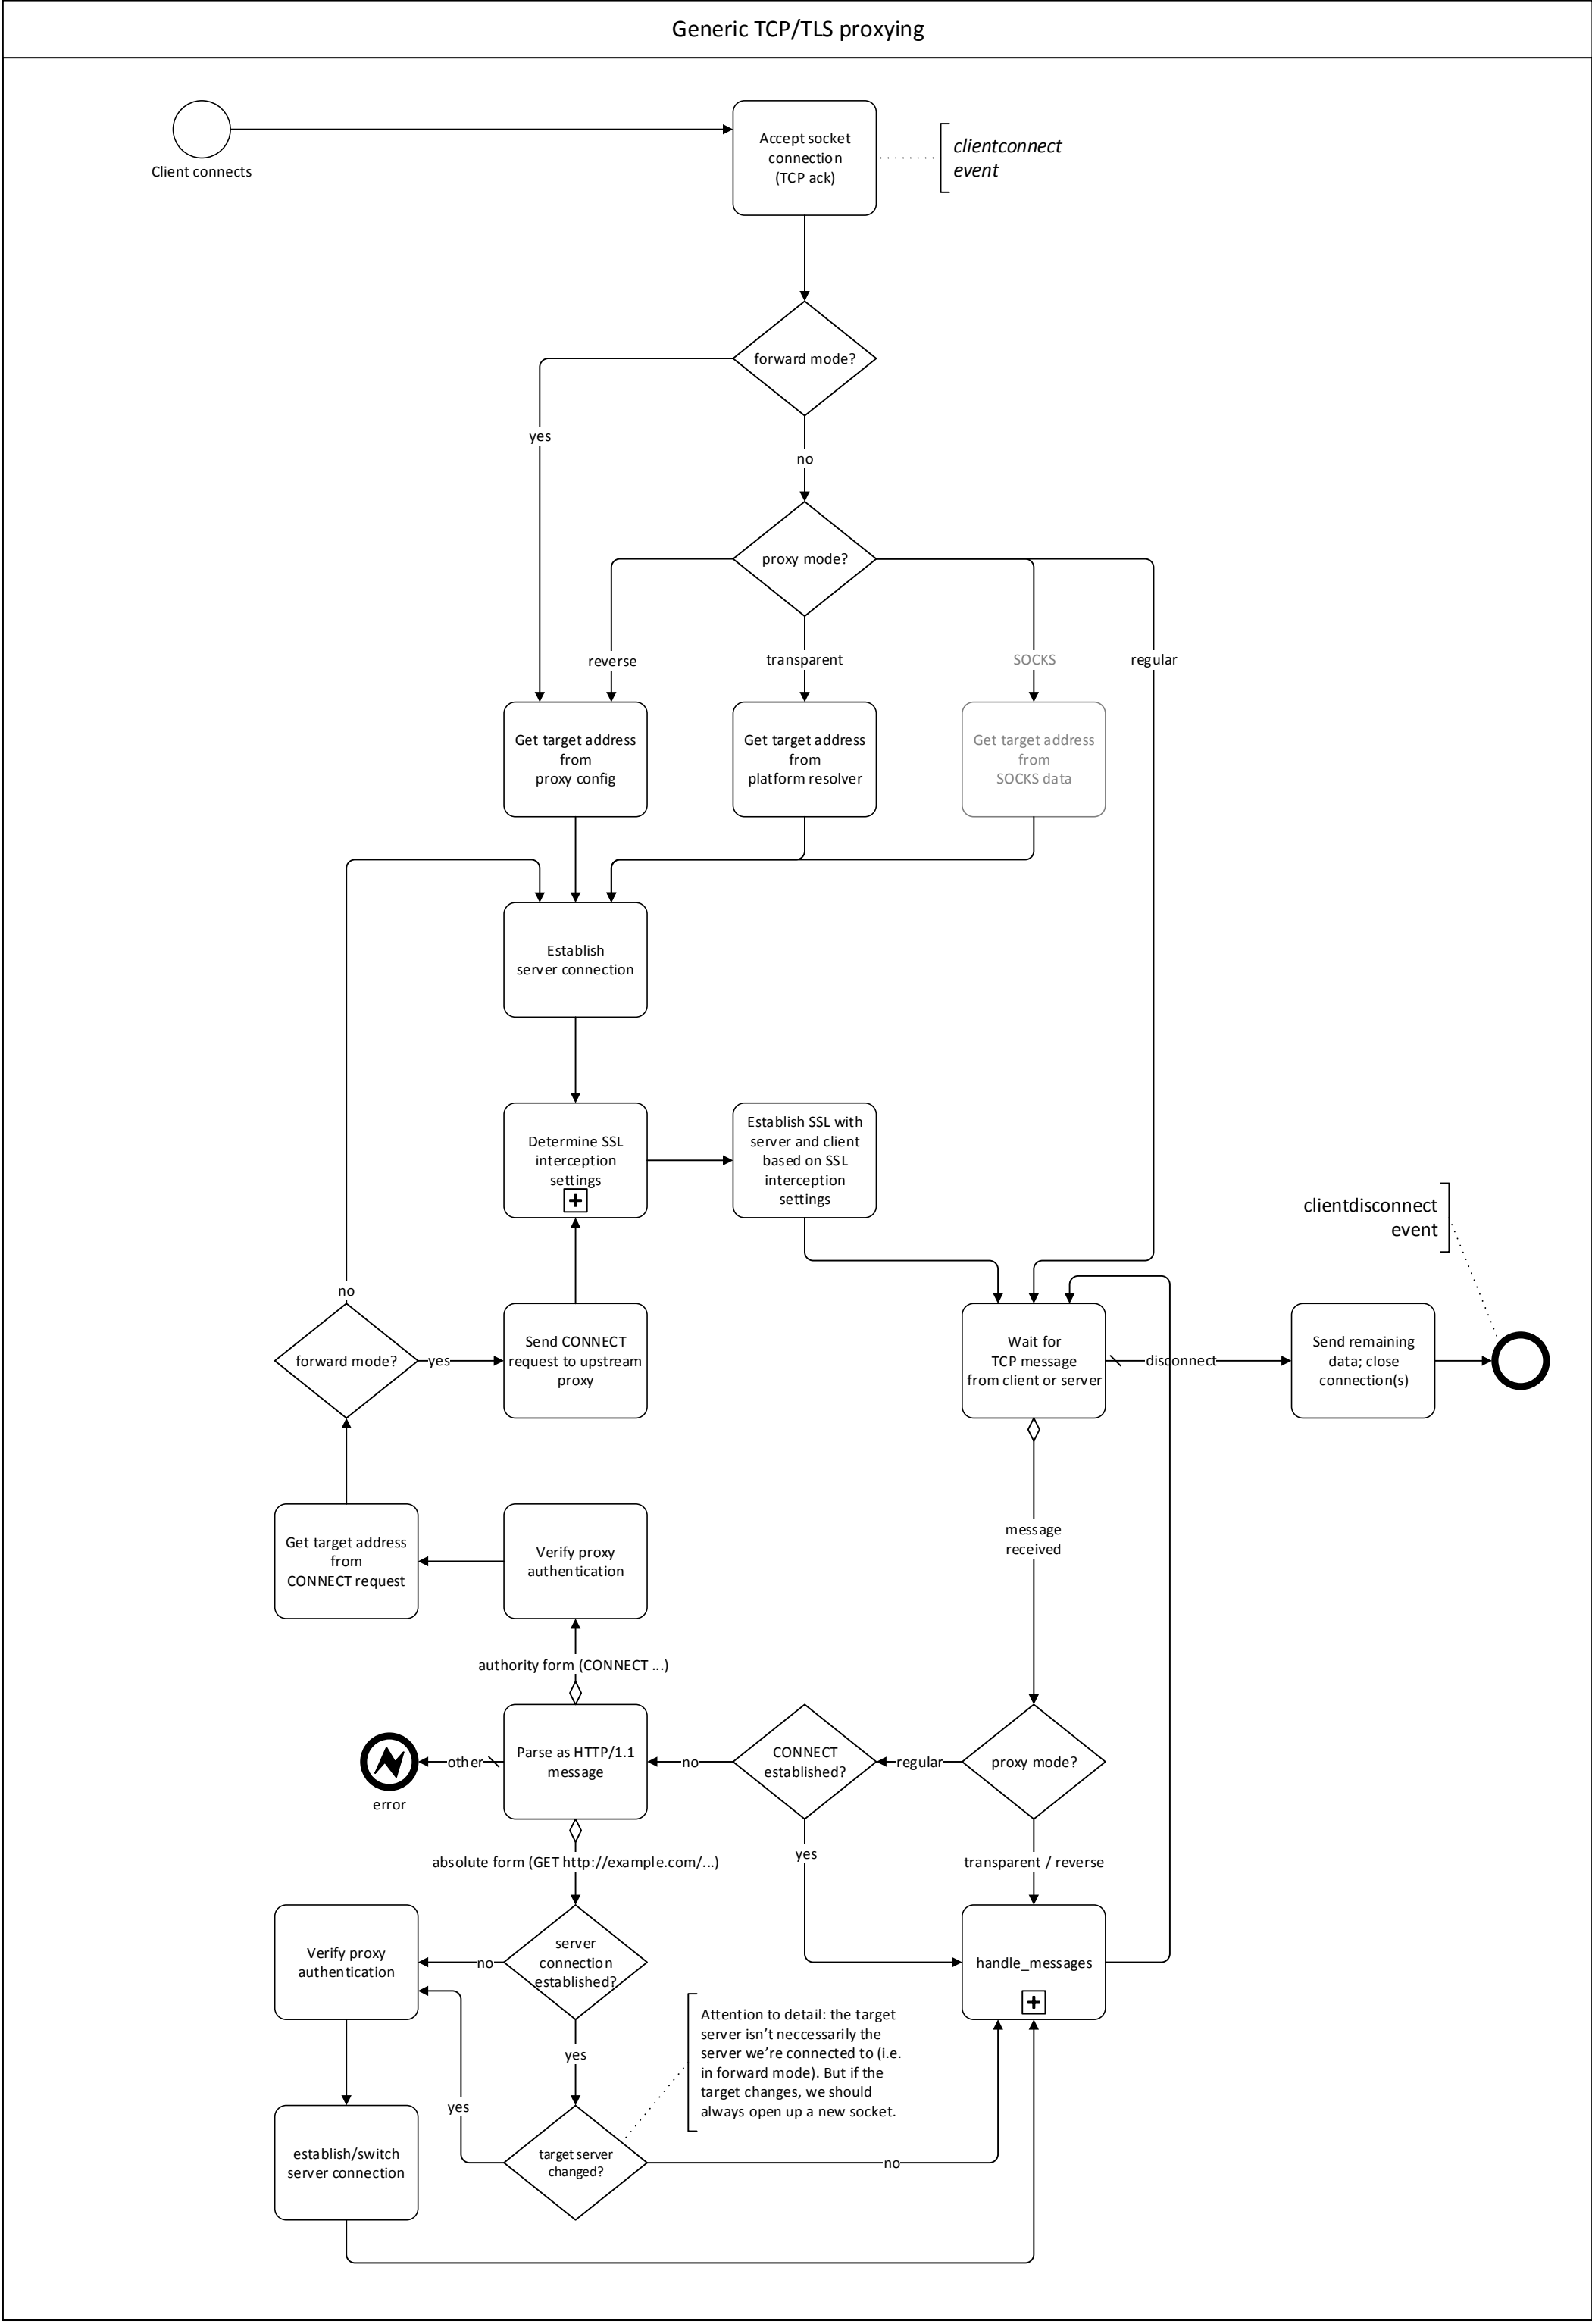 Generic TCP/TLS proxying
Client connects
Accept socket
connection
(TCP ack)
clientconnect
event
forward mode?
yes
no
proxy mode?
reverse
transparent
SOCKS
regular
Get target address
from
proxy config
Get target address
from
platform resolver
Get target address
from
SOCKS data
Establish
server connection
Determine SSL
interception
settings
Establish SSL with
server and client
based on SSL
interception
settings
clientdisconnect
event
no
forward mode?
yes
Send CONNECT
request to upstream
proxy
Wait for
TCP message
from client or server
disconnect
Send remaining
data; close
connection(s)
message
received
Get target address
from
CONNECT request
Verify proxy
authentication
authority form (CONNECT ...)
error
other
Parse as HTTP/1.1
message
no
CONNECT
established?
regular
proxy mode?
yes
absolute form (GET http://example.com/...)
transparent / reverse
Verify proxy
authentication
no
server
connection
established?
handle_messages
yes
Attention to detail: the target
server isn't neccessarily the
server we're connected to (i.e.
in forward mode). But if the
target changes, we should
always open up a new socket.
yes
establish/switch
server connection
target server
changed?
no